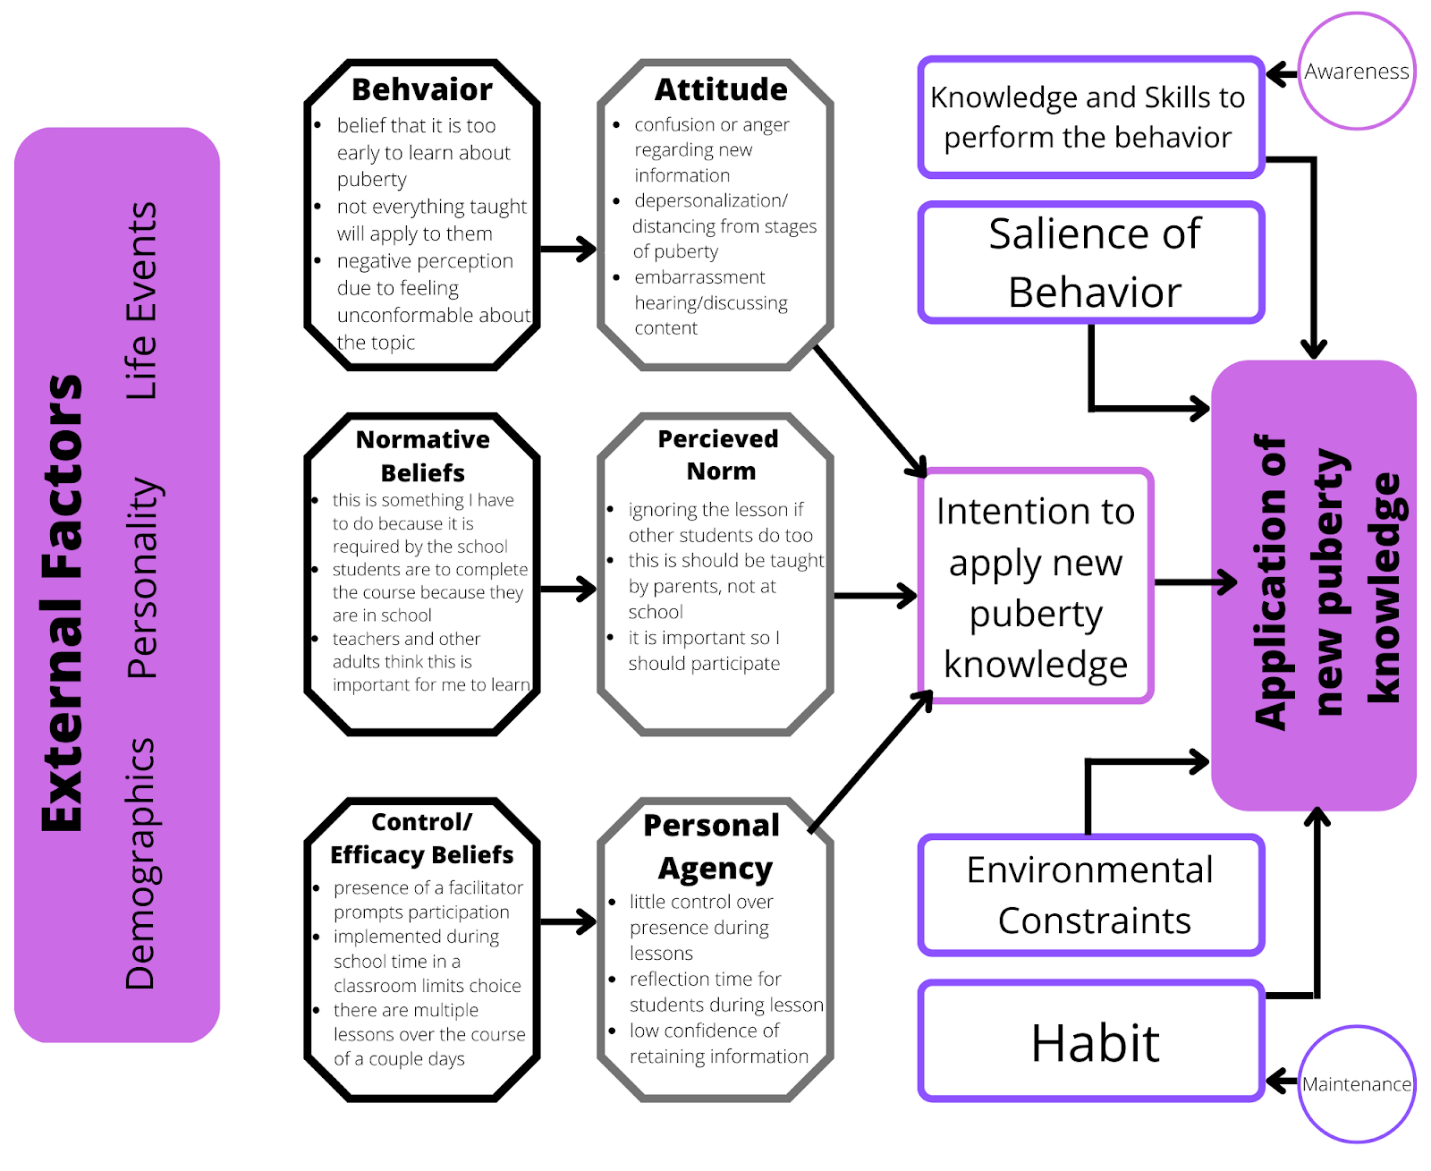 External Factors
Demographics Personality Life Events
Behvaior
• belief that it is too
early to learn about
puberty
• not everything taught
will apply to them
• negative perception
due to feeling
unconformable about
the topic
Attitude
• confusion or anger
regarding new
information
• depersonalization/
distancing from stages
of puberty
• embarrassment
hearing/discussing
content
Normative
Beliefs
• this is something I have
to do because it is
required by the school
• students are to complete
the course because they
are in school
• teachers and other
adults think this is
important for me to learn
Percieved
Norm
• ignoring the lesson if
other students do too
• this is should be taught
by parents, not at
school
• it is important so I
should participate
Control/
Efficacy Beliefs
• presence of a facilitator
prompts participation
• implemented during
school time in a
classroom limits choice
• there are multiple
lessons over the course
of a couple days
Personal
Agency
• little control over
presence during
lessons
• reflection time for
students during lesson
• low confidence of
retaining information
Knowledge and Skills to
perform the behavior
Awareness
Salience of
Behavior
Intention to
apply new
puberty
knowledge
Application of
new puberty
knowledge
Environmental
Constraints
Habit
Maintenance